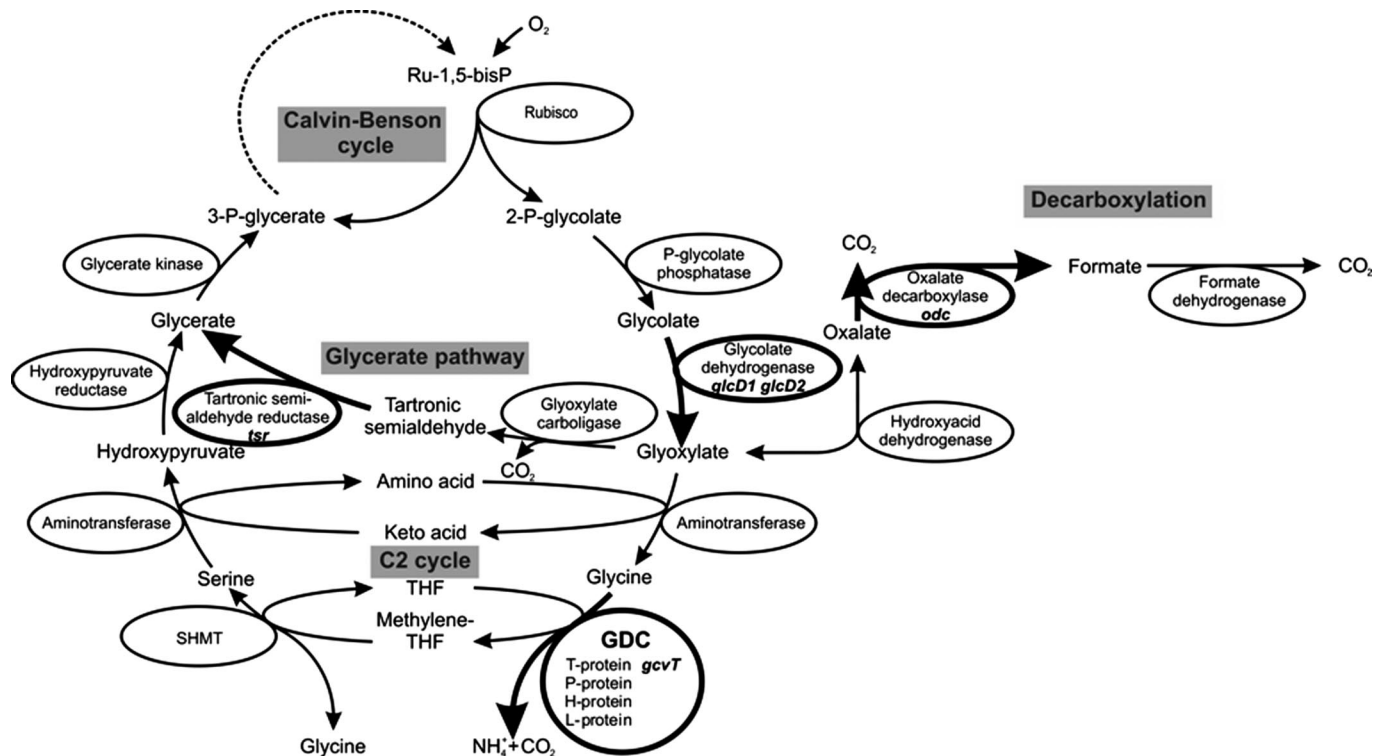 O₂
Ru-1,5-bisP
Rubisco
Calvin-Benson
cycle
3-P-glycerate
2-P-glycolate
Decarboxylation
Glycerate kinase
P-glycolate
phosphatase
CO₂
Oxalate
decarboxylase
odc
Formate
Formate
dehydrogenase
CO₂
Glycerate
Glycolate
Oxalate
Glycerate pathway
Glycolate
dehydrogenase
glcD1 glcD2
Hydroxypyruvate
reductase
Tartronic semi-
aldehyde reductase
tsr
Tartronic
semialdehyde
Glyoxylate
carboligase
Hydroxyacid
dehydrogenase
Hydroxypyruvate
CO₂
Glyoxylate
Amino acid
Aminotransferase
Keto acid
Aminotransferase
C2 cycle
Serine
THF
Glycine
SHMT
Methylene-
THF
GDC
T-protein gcvT
P-protein
H-protein
L-protein
Glycine
NH₄⁺+CO₂